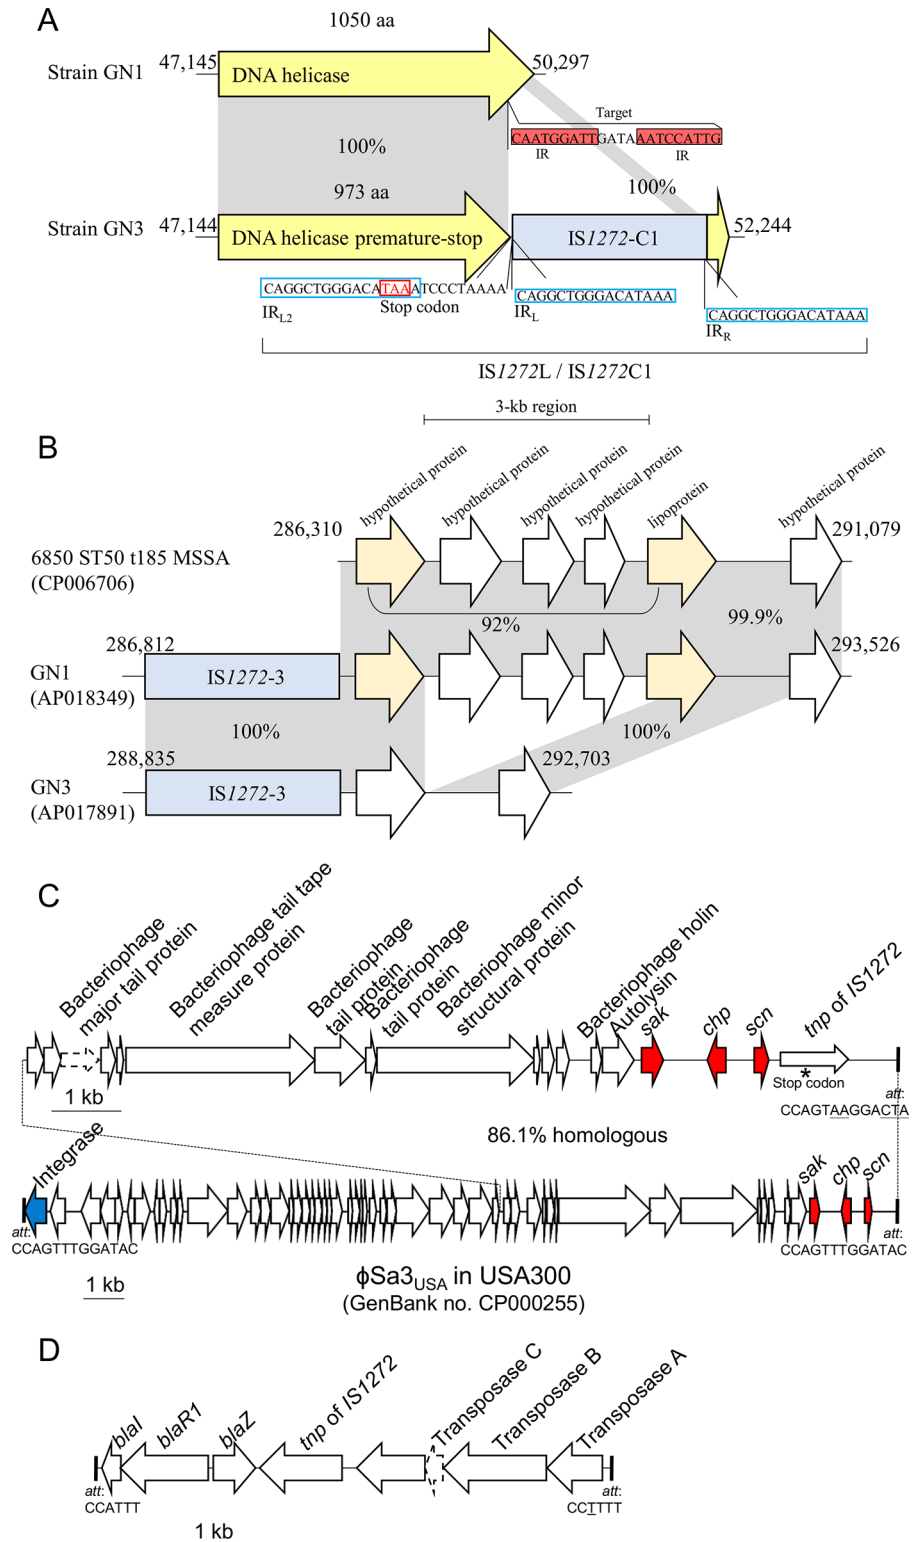 A
1050 aa
Strain GN1
47,145
DNA helicase
50,297
Target
CAATGGATTGATAAATCCATTG
IR
IR
100%
100%
973 aa
Strain GN3
47,144
DNA helicase premature-stop
IS1272-C1
52,244
CAGGCTGGGACATAAATCCCTAAAA
CAGGCTGGGACATAAA
CAGGCTGGGACATAAA
IRL2
Stop codon
IRL
IRR
IS1272L / IS1272C1
3-kb region
B
hypothetical protein
hypothetical protein
hypothetical protein
hypothetical protein
lipoprotein
hypothetical protein
286,310
291,079
6850 ST50 t185 MSSA
(CP006706)
92%
99.9%
286,812
293,526
GN1
(AP018349)
IS1272-3
100%
100%
288,835
292,703
GN3
(AP017891)
IS1272-3
C
Bacteriophage
major tail protein
Bacteriophage tail tape
measure protein
Bacteriophage
tail protein
Bacteriophage
tail protein
Bacteriophage minor
structural protein
Bacteriophage holin
Autolysin
sak
chp
scn
tnp of IS1272
Stop codon
*
1 kb
att:
CCAGTAAGGACTA
86.1% homologous
Integrase
sak
chp
scn
att:
CCAGTTTGGATAC
att:
CCAGTTTGGATAC
1 kb
ϕSa3USA in USA300
(GenBank no. CP000255)
D
blaI
blaR1
blaZ
tnp of IS1272
Transposase C
Transposase B
Transposase A
att:
CCATTT
att:
CCTTTT
1 kb